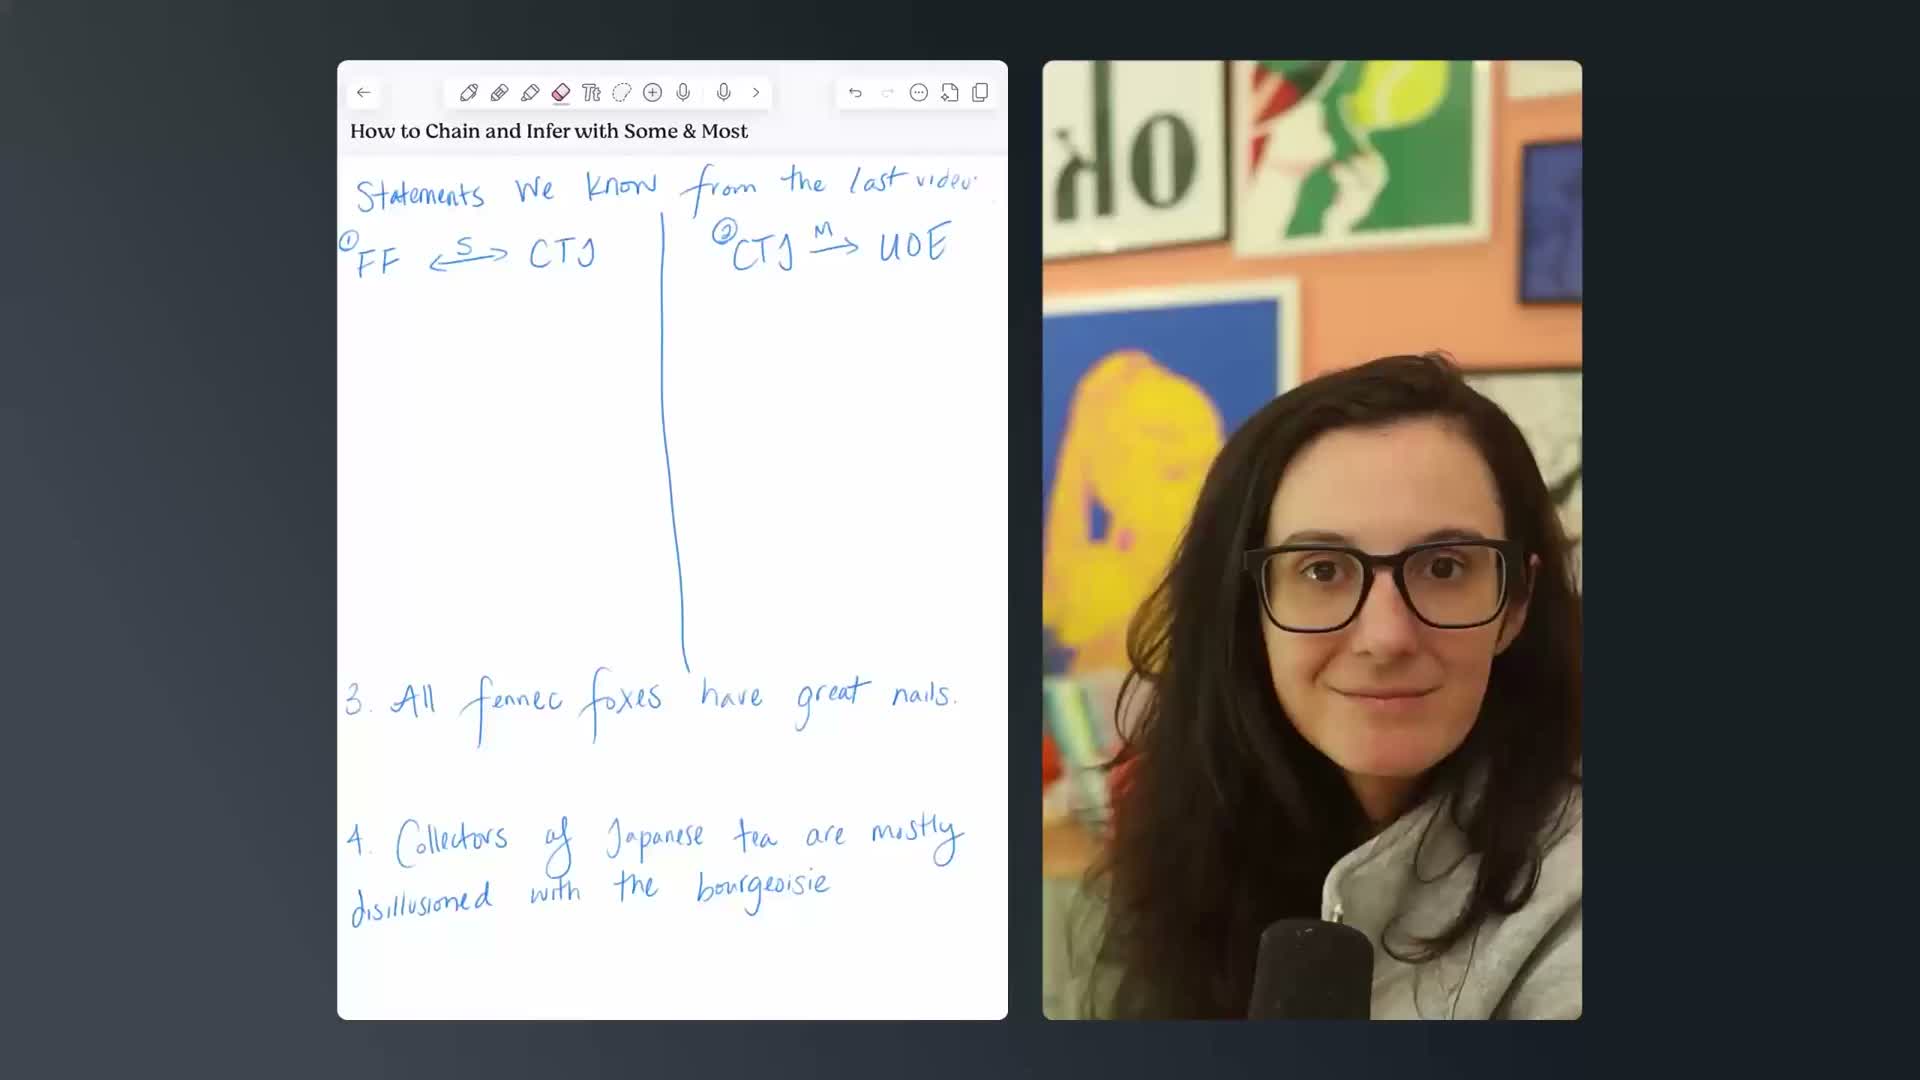 How to Chain and Infer with Some & Most
Statements We know from the last video.
① FF ⟷ S CTJ
② CTJ M → UOE
3. All fennec foxes have great nails.
4. Collectors of Japanese tea are mostly
disillusioned with the bourgeoisie
Tt